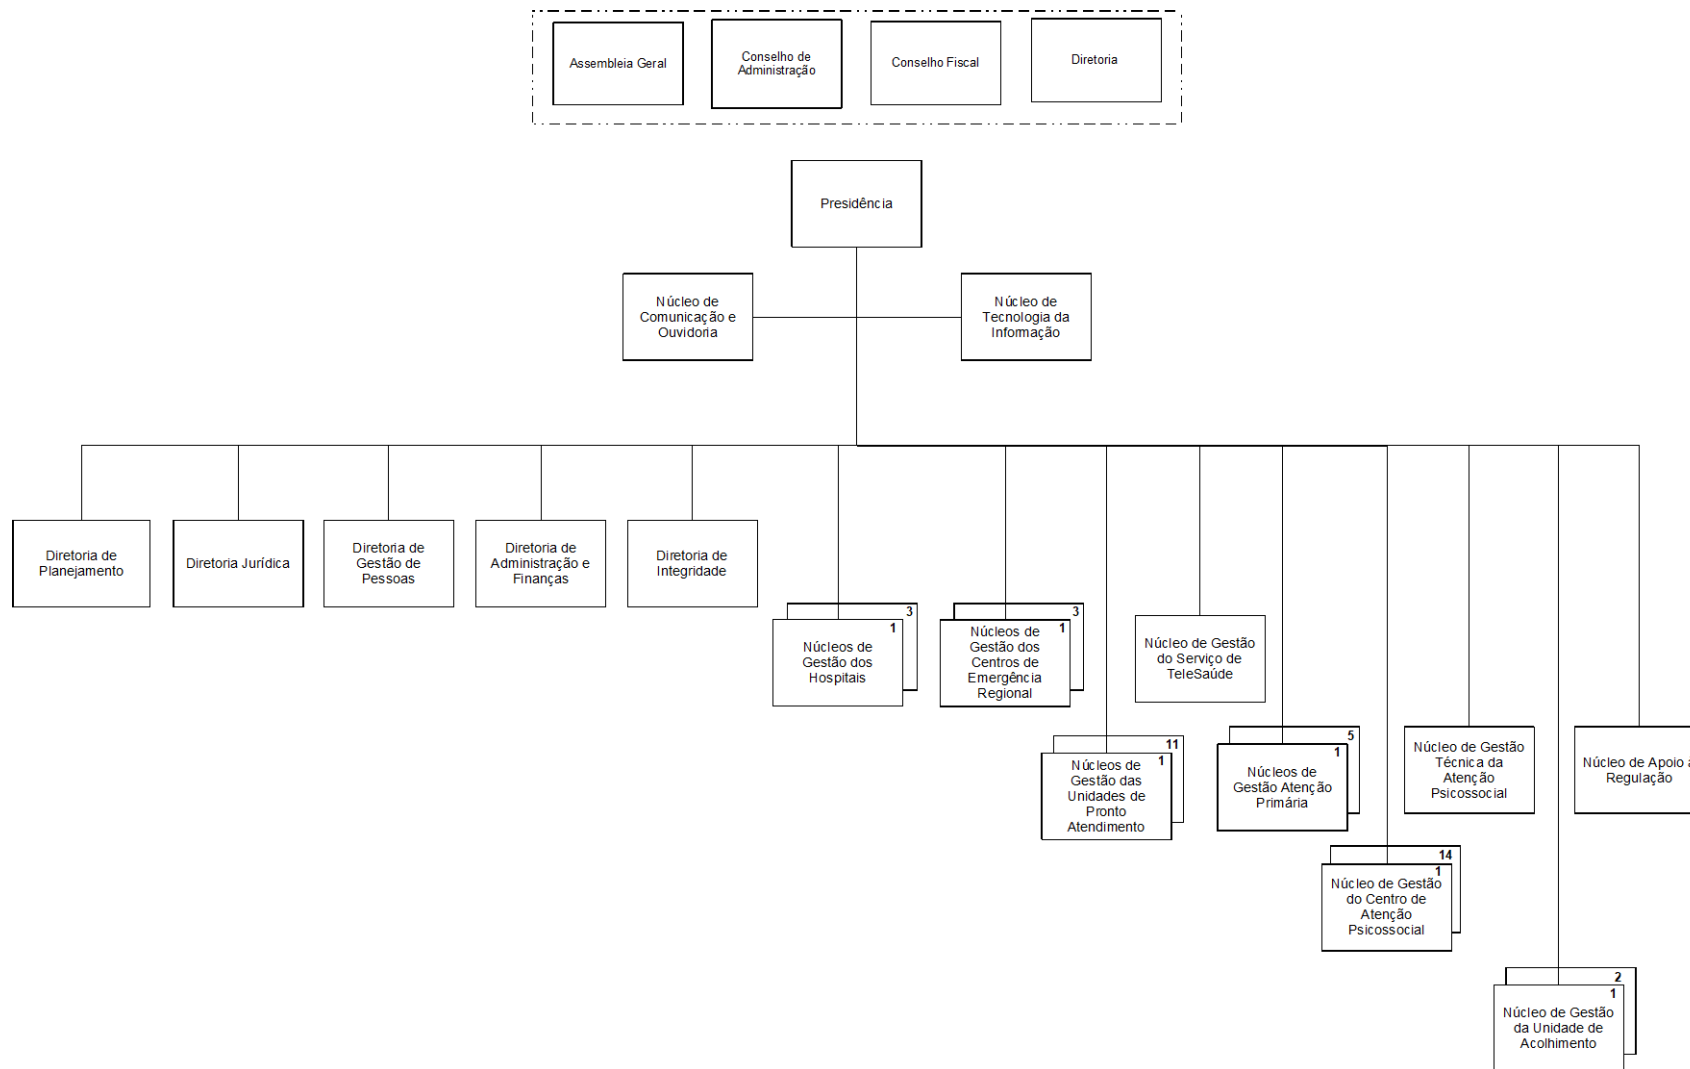 Assembleia Geral
Conselho de
Administração
Conselho Fiscal
Diretoria
Presidência
Núcleo de
Comunicação e
Ouvidoria
Núcleo de
Tecnologia da
Informação
Diretoria de
Planejamento
Diretoria Jurídica
Diretoria de
Gestão de
Pessoas
Diretoria de
Administração e
Finanças
Diretoria de
Integridade
3
1
Núcleos de
Gestão dos
Hospitais
3
1
Núcleos de
Gestão dos
Centros de
Emergência
Regional
Núcleo de Gestão
do Serviço de
TeleSaúde
11
1
Núcleos de
Gestão das
Unidades de
Pronto
Atendimento
5
1
Núcleos de
Gestão Atenção
Primária
Núcleo de Gestão
Técnica da
Atenção
Psicossocial
Núcleo de Apoio
Regulação
14
1
Núcleo de Gestão
do Centro de
Atenção
Psicossocial
2
1
Núcleo de Gestão
da Unidade de
Acolhimento